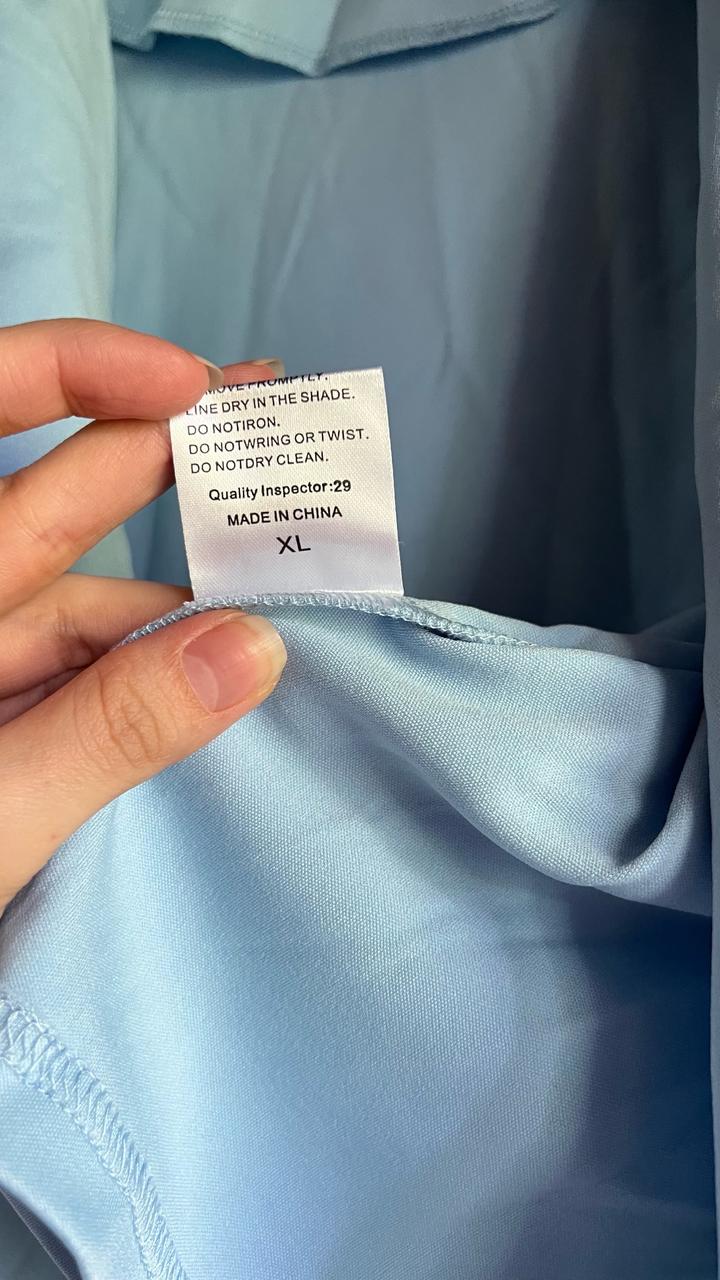 PROMPTLY.
LINE DRY IN THE SHADE.
DO NOTIRON.
DO NOTWRING OR TWIST.
DO NOTDRY CLEAN.
Quality Inspector:29
MADE IN CHINA
XL